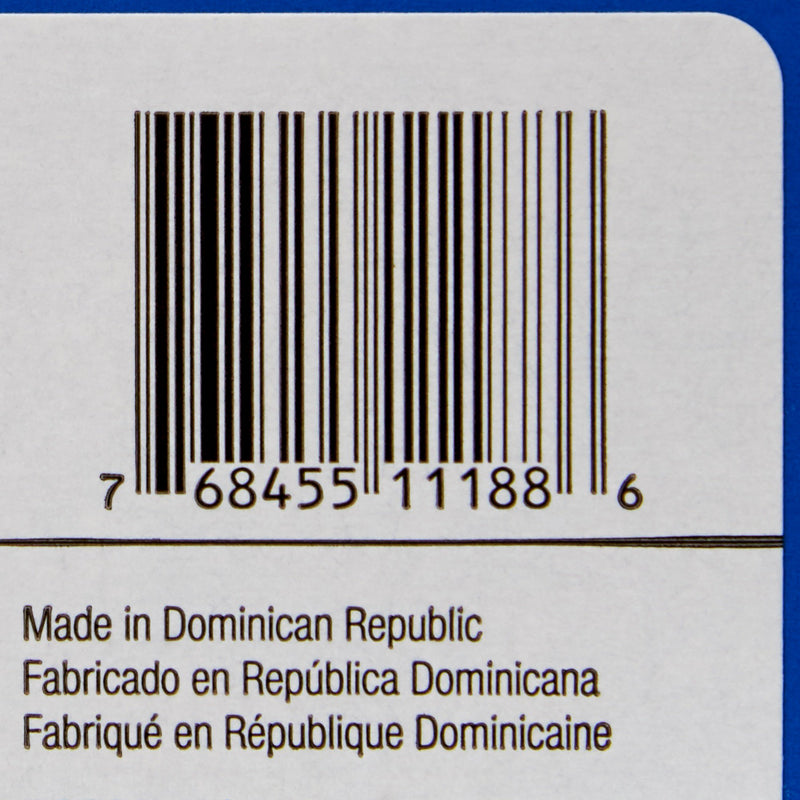 7 68455 11188 6
Made in Dominican Republic
Fabricado en República Dominicana
Fabriqué en République Dominicaine